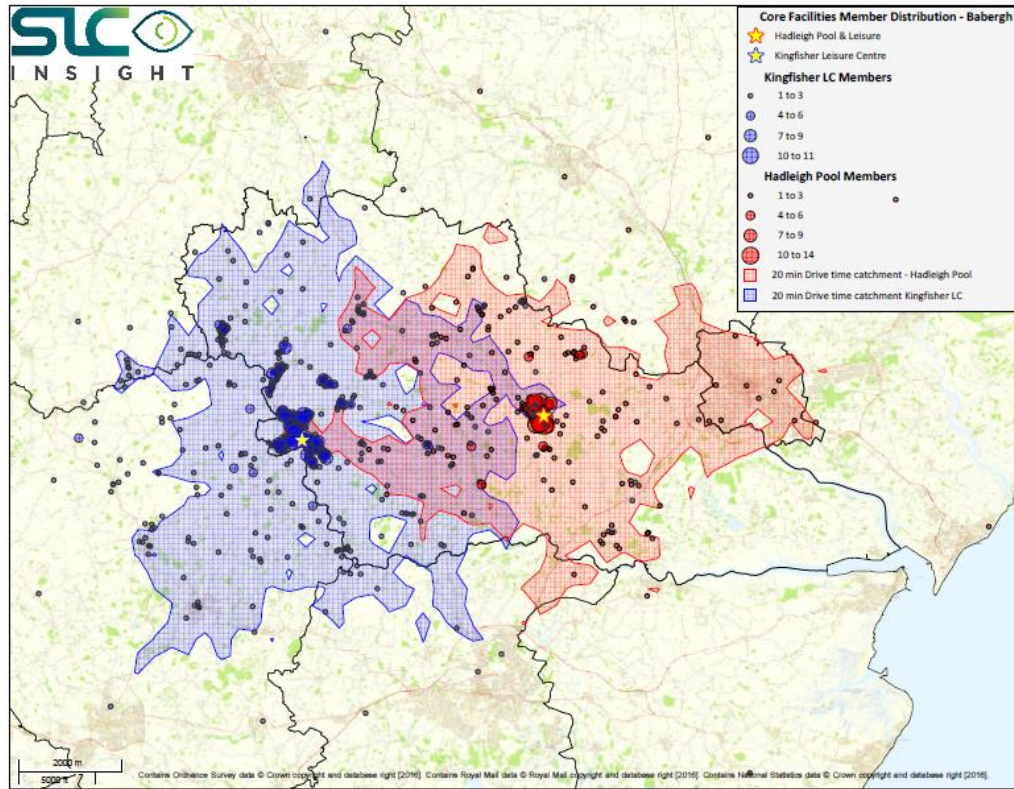 SLC
INSIGHT
Core Facilities Member Distribution - Babergh
Hadleigh Pool & Leisure
Kingfisher Leisure Centre
Kingfisher LC Members
1 to 3
4 to 6
7 to 9
10 to 11
Hadleigh Pool Members
1 to 3
4 to 6
7 to 9
10 to 14
20 min Drive time catchment - Hadleigh Pool
20 min Drive time catchment Kingfisher LC
2000 m
5000 ft
Contains Ordnance Survey data © Crown copyright and database right [2016]. Contains Royal Mail data © Royal Mail copyright and database right [2016]. Contains National Statistics data © Crown copyright and database right [2016].